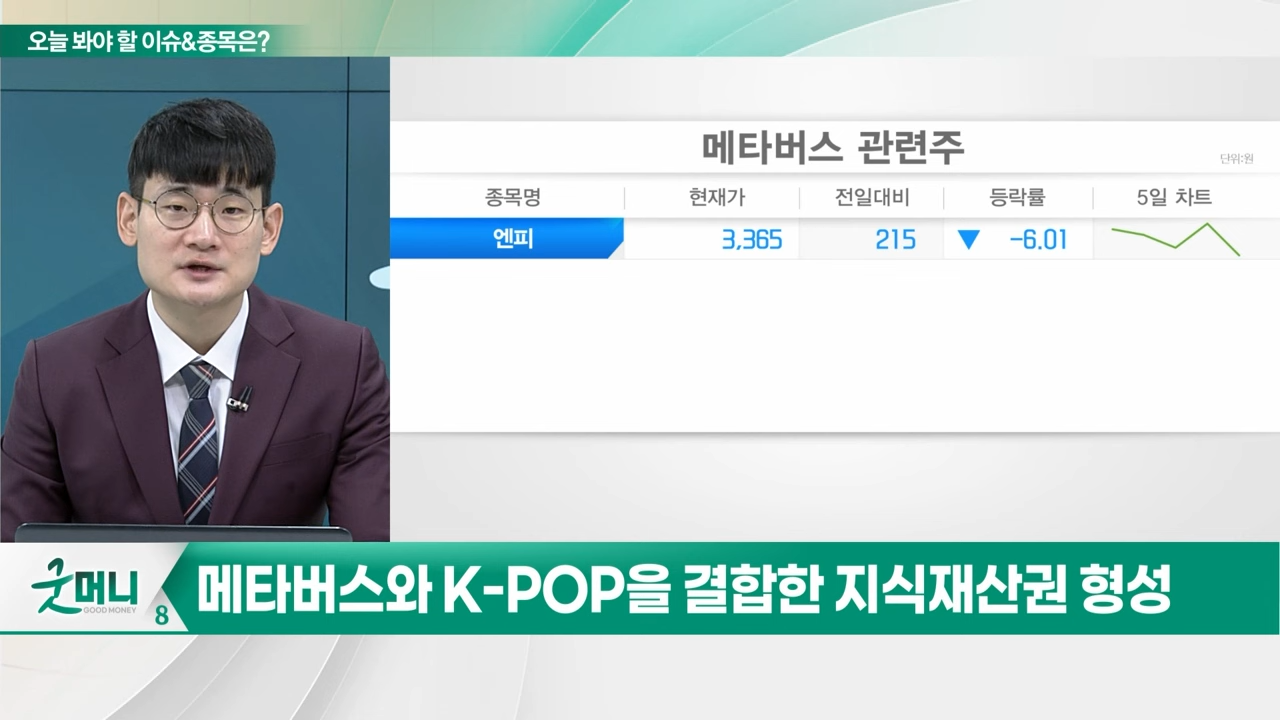 오늘 봐야 할 이슈&종목은?
메타버스 관련주
단위:원
종목명 현재가 전일대비 등락률 5일 차트
엔피 3,365 215 ▼ -6.01
굿머니
GOOD MONEY
8
메타버스와 K-POP을 결합한 지식재산권 형성